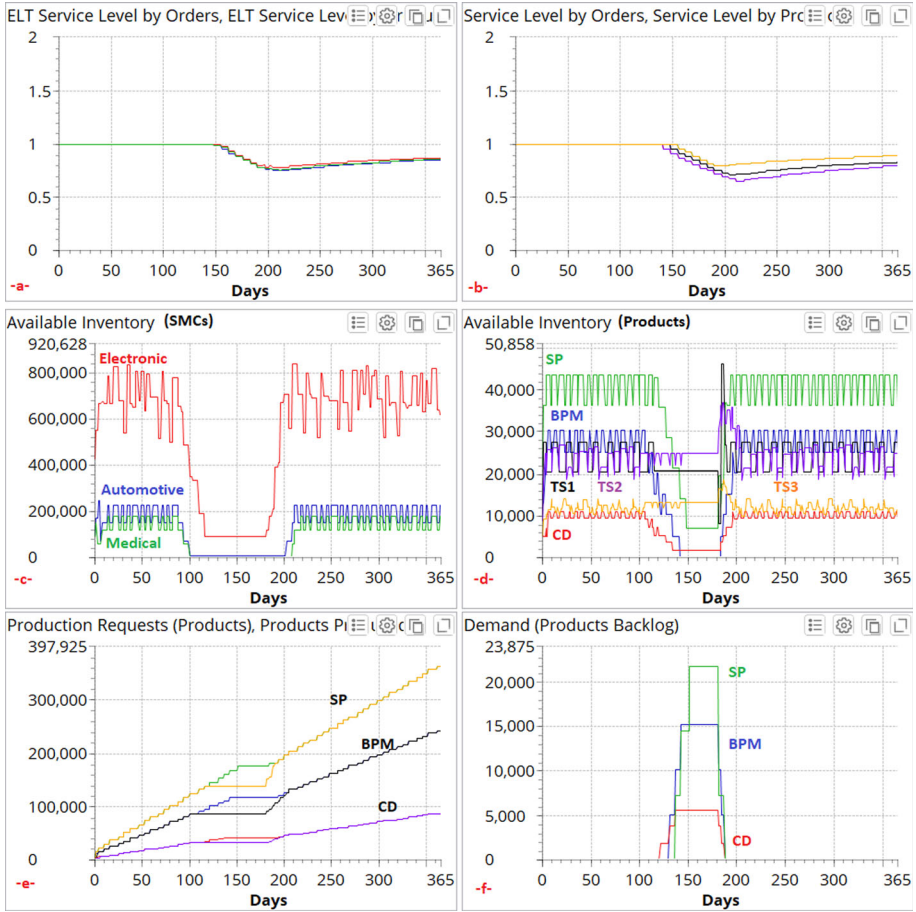 ELT Service Level by Orders, ELT Service Level by
2
1.5
1
0.5
0
0 50 100 150 200 250 300 365
Days
-a-
Service Level by Orders, Service Level by
2
1.5
1
0.5
0
0 50 100 150 200 250 300 365
Days
-b-
Available Inventory (SMCs)
920,628
800,000
600,000
400,000
200,000
0
Electronic
Automotive
Medical
0 50 100 150 200 250 300 365
Days
-c-
Available Inventory (Products)
50,858
40,000
30,000
20,000
10,000
0
SP
BPM
TS1 TS2 TS3
CD
0 50 100 150 200 250 300 365
Days
-d-
Production Requests (Products), Products
397,925
300,000
200,000
100,000
0
SP
BPM
CD
0 50 100 150 200 250 300 365
Days
-e-
Demand (Products Backlog)
23,875
20,000
15,000
10,000
5,000
0
SP
BPM
CD
0 50 100 150 200 250 300 365
Days
-f-